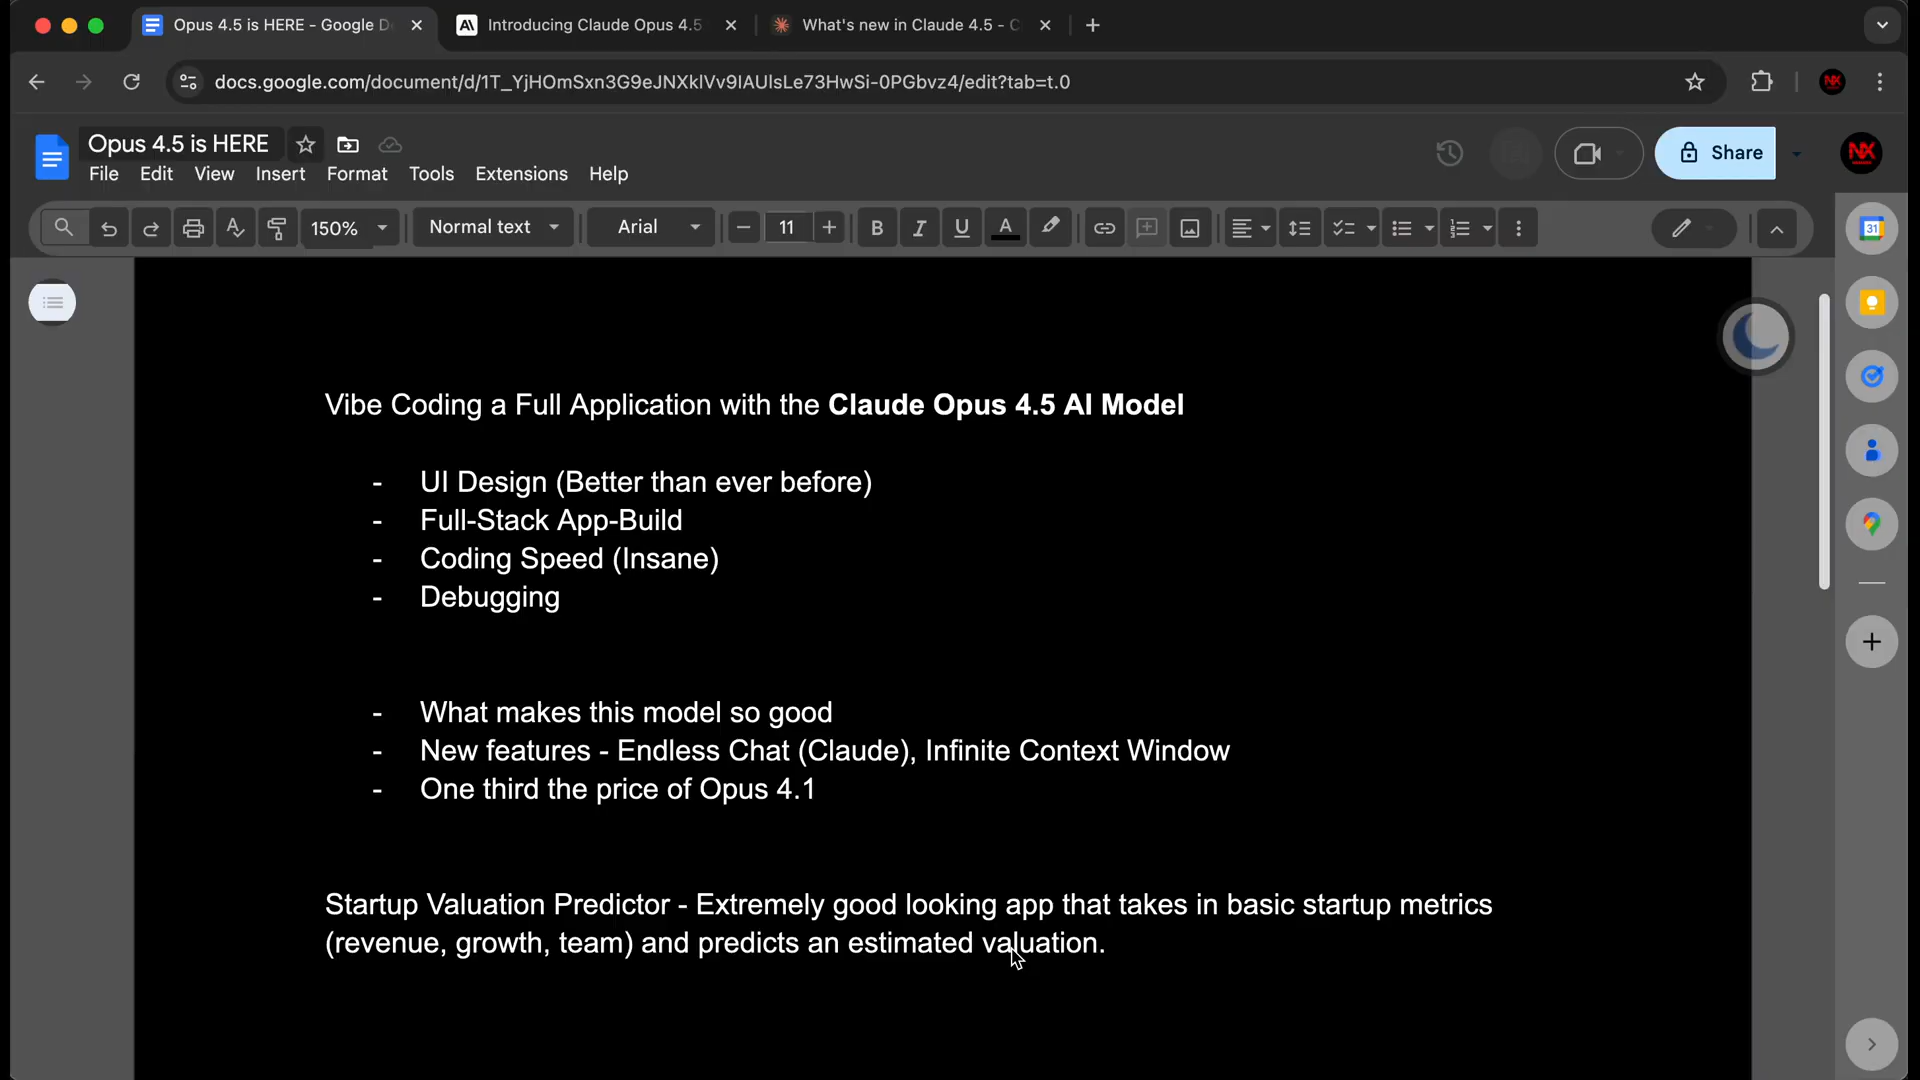 Opus 4.5 is HERE - Google D
Introducing Claude Opus 4.5
What's new in Claude 4.5 - C
docs.google.com/document/d/1T_YjHOmSxn3G9eJNXklVv9IAUlsLe73HwSi-0PGbvz4/edit?tab=t.0
Opus 4.5 is HERE
File Edit View Insert Format Tools Extensions Help
Share
NX
150% Normal text Arial 11 B I U A
31
Vibe Coding a Full Application with the Claude Opus 4.5 AI Model
- UI Design (Better than ever before)
- Full-Stack App-Build
- Coding Speed (Insane)
- Debugging
- What makes this model so good
- New features - Endless Chat (Claude), Infinite Context Window
- One third the price of Opus 4.1
Startup Valuation Predictor - Extremely good looking app that takes in basic startup metrics
(revenue, growth, team) and predicts an estimated valuation.